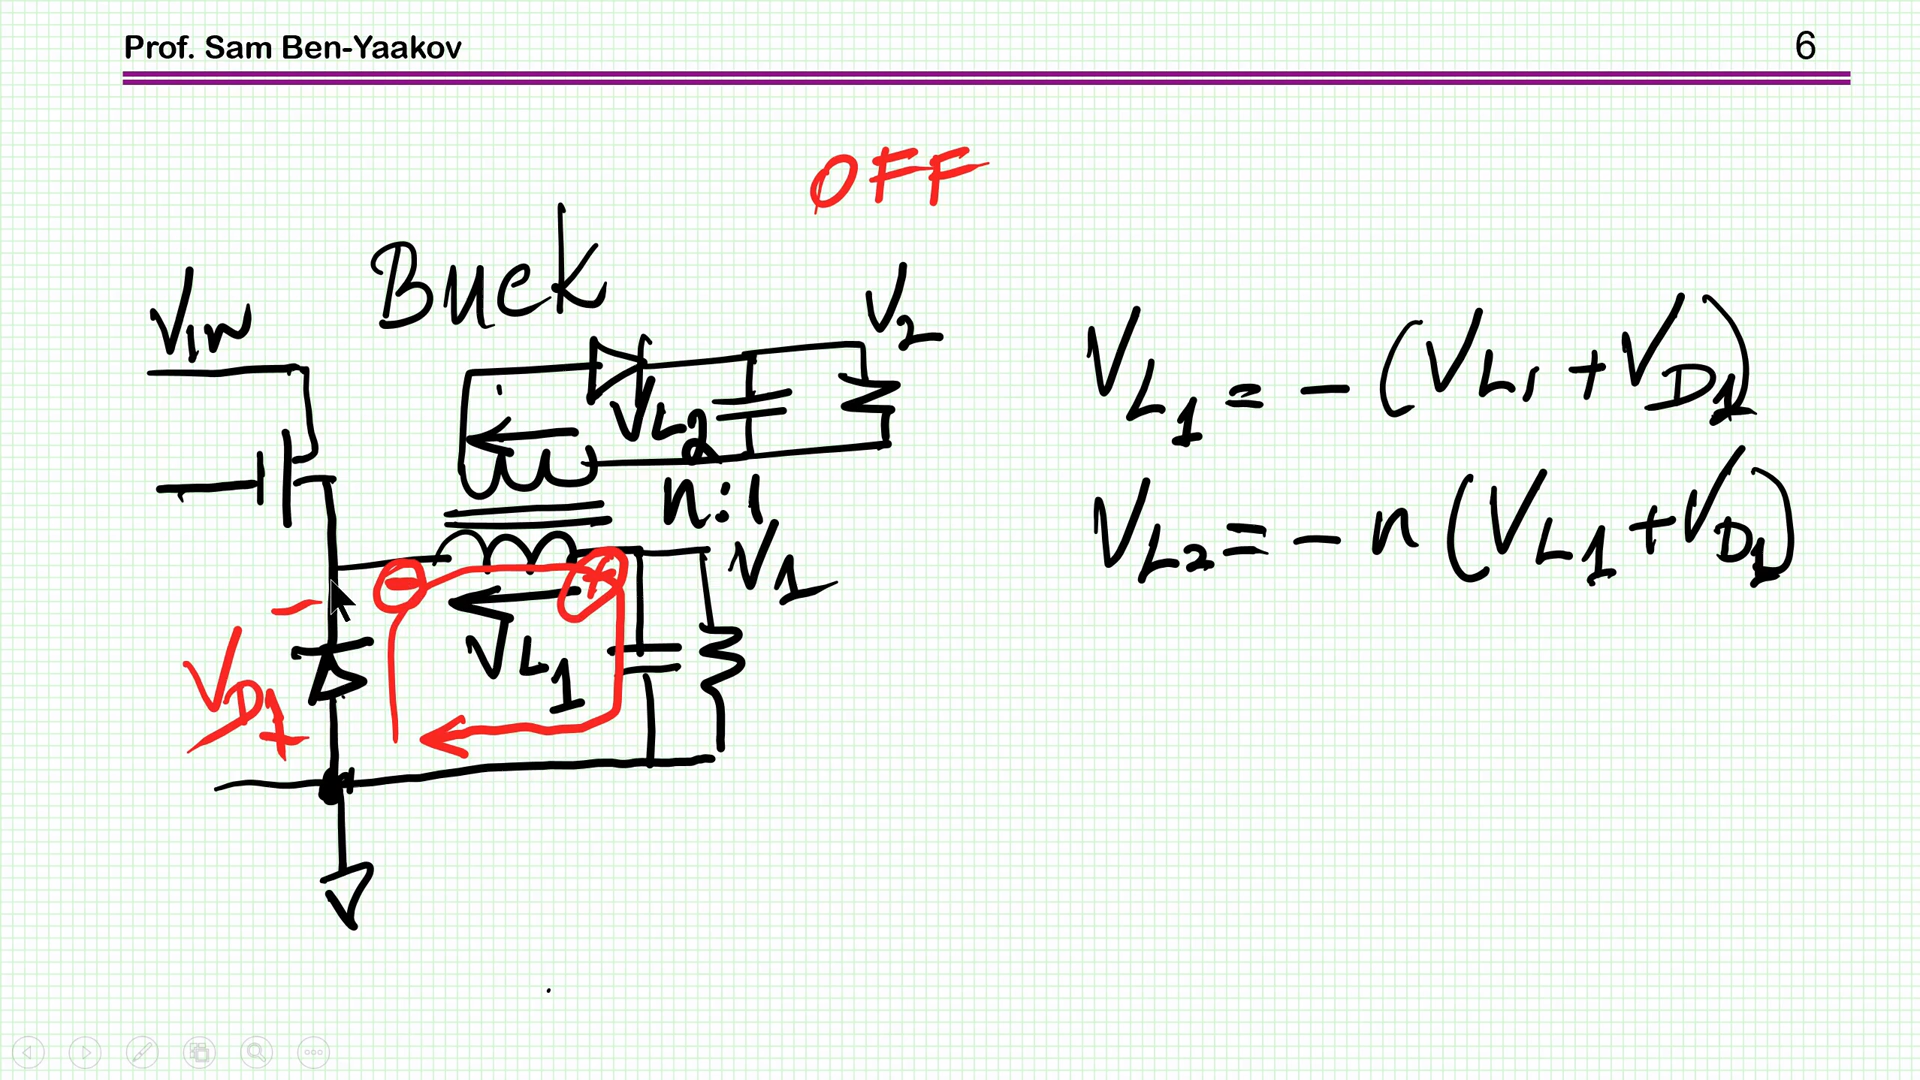 Prof. Sam Ben-Yaakov
6
OFF
Buck
Vin
V2
VL2
n:1
V1
VL1
VD1
- +
VL1 = - (VL1 + VD1)
VL2 = - n (VL1 + VD1)